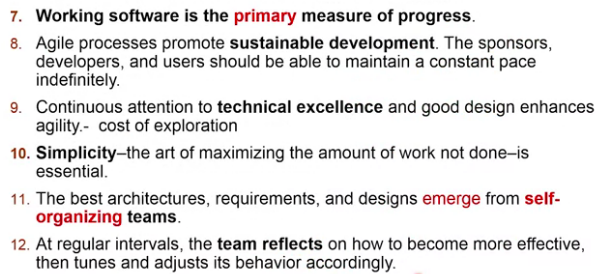 7. Working software is the primary measure of progress.
8. Agile processes promote sustainable development. The sponsors,
developers, and users should be able to maintain a constant pace
indefinitely.
9. Continuous attention to technical excellence and good design enhances
agility.- cost of exploration
10. Simplicity–the art of maximizing the amount of work not done–is
essential.
11. The best architectures, requirements, and designs emerge from self-
organizing teams.
12. At regular intervals, the team reflects on how to become more effective,
then tunes and adjusts its behavior accordingly.